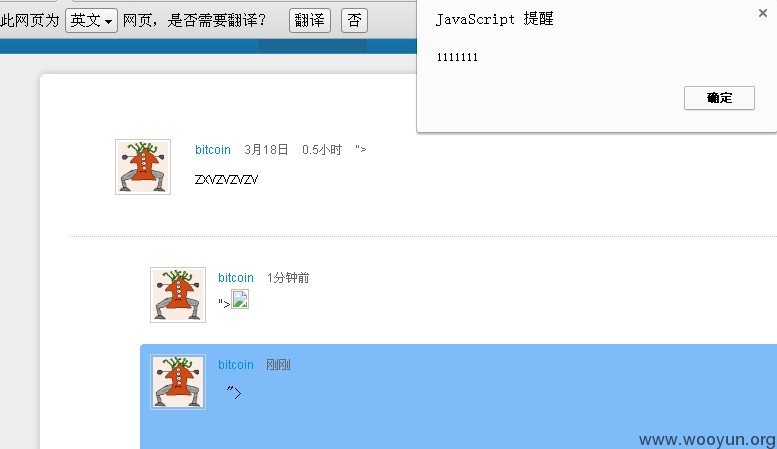 此网页为 英文 网页，是否需要翻译？ 翻译 否
JavaScript 提醒
1111111
确定
bitcoin 3月18日 0.5小时 ">
ZXVZVZVZV
bitcoin 1分钟前
">
bitcoin 刚刚
">
www.wooyun.org